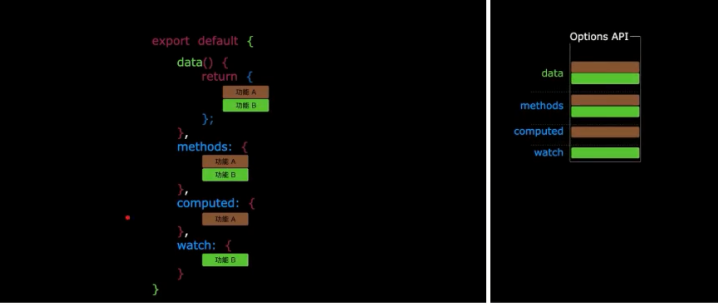 export default {
data() {
return {
功能 A
功能 B
};
},
methods: {
功能 A
功能 B
},
computed: {
功能 A
},
watch: {
功能 B
}
}
Options API
data
methods
computed
watch